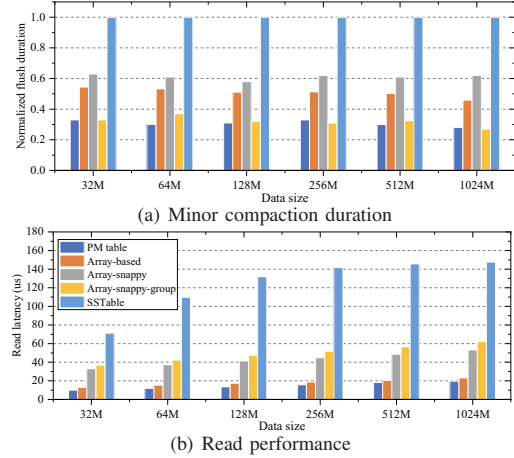 1.0
0.8
0.6
0.4
0.2
0.0
Normalized flush duration
32M 64M 128M 256M 512M 1024M
Data size
(a) Minor compaction duration
180
160
140
120
100
80
60
40
20
0
Read latency (us)
PM table
Array-based
Array-snappy
Array-snappy-group
SSTable
32M 64M 128M 256M 512M 1024M
Data size
(b) Read performance